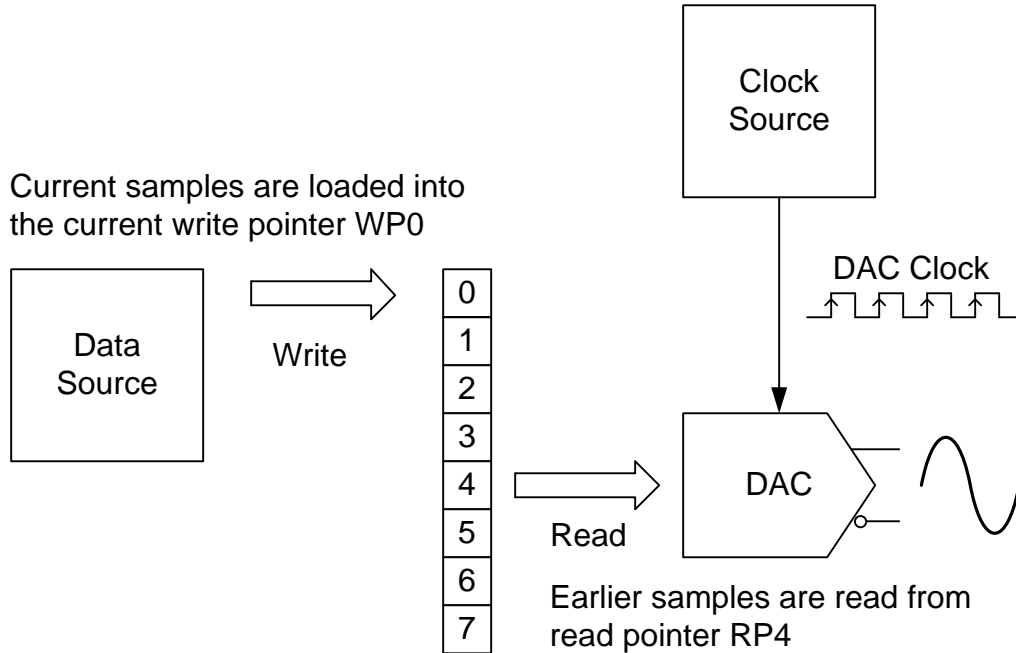 Clock
Source
Current samples are loaded into
the current write pointer WP0
DAC Clock
Data
Source
Write
0
1
2
3
4
5
6
7
Read
DAC
Earlier samples are read from
read pointer RP4